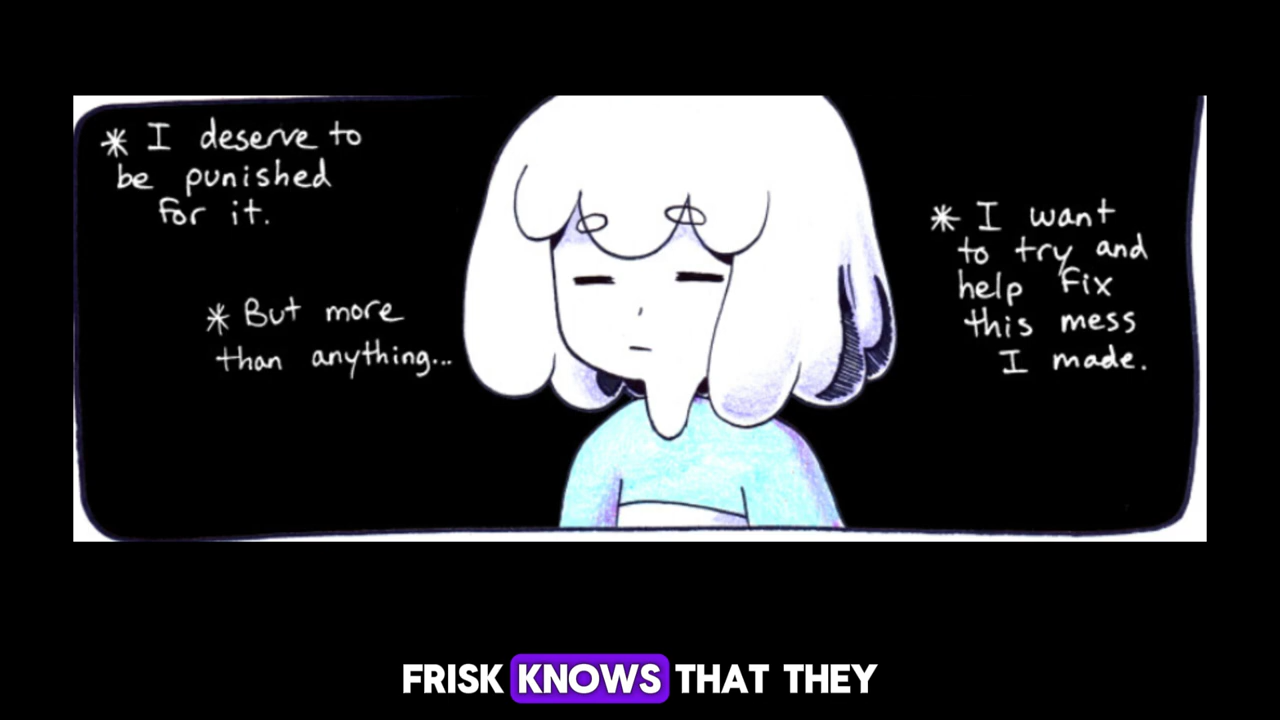 * I deserve to
be punished
for it.
* But more
than anything...
* I want
to try and
help fix
this mess
I made.
FRISK KNOWS THAT THEY